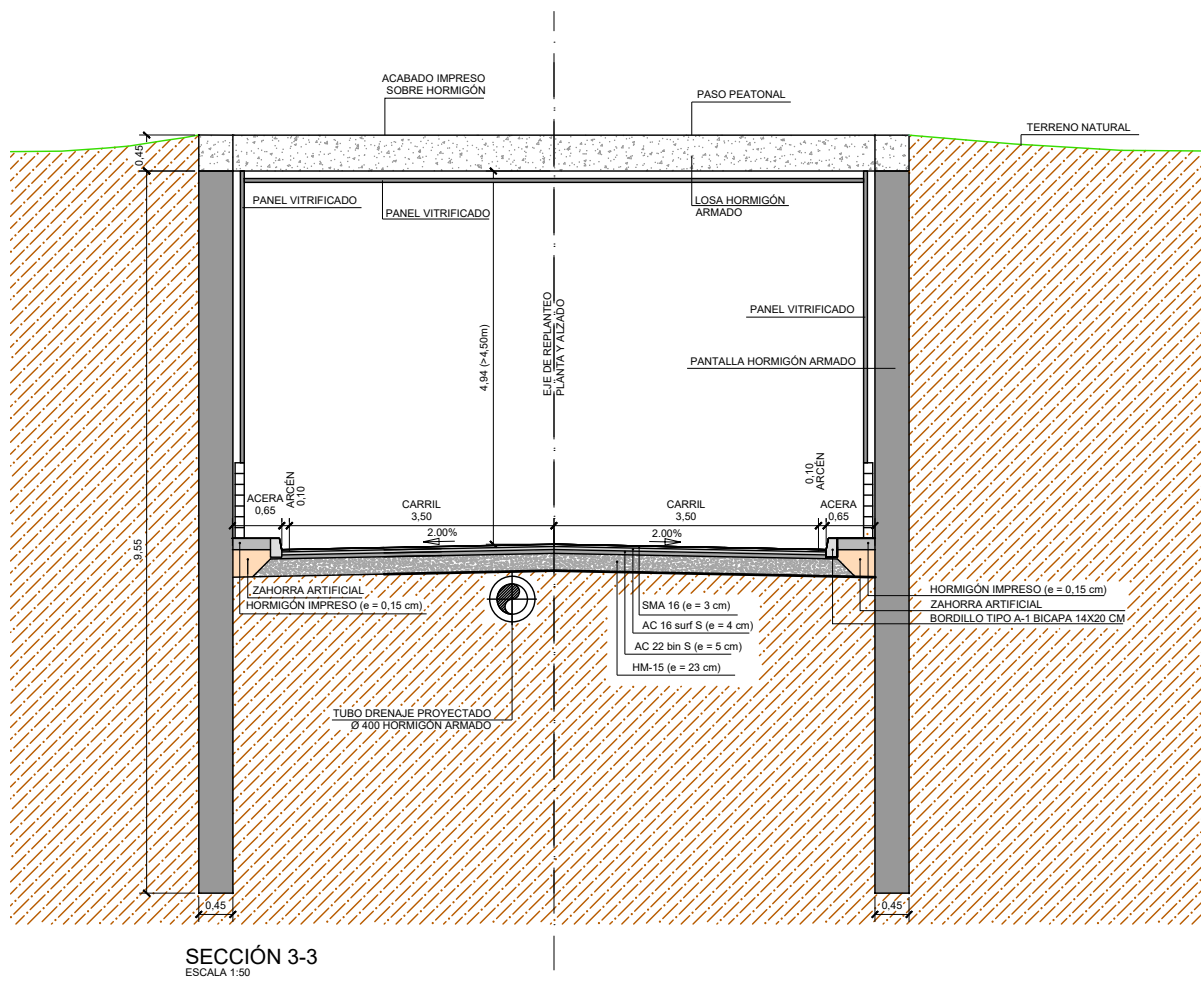 ACABADO IMPRESO
SOBRE HORMIGÓN
PASO PEATONAL
TERRENO NATURAL
0.45
PANEL VITRIFICADO
PANEL VITRIFICADO
LOSA HORMIGÓN
ARMADO
PANEL VITRIFICADO
PANTALLA HORMIGÓN ARMADO
4,94 (>4,50m)
EJE DE REPLANTEO
PLANTA Y ALZADO
ACERA
0,65
ARCÉN
0,10
CARRIL
3,50
CARRIL
3,50
0,10
ARCÉN
ACERA
0,65
2.00%
2.00%
9.55
ZAHORRA ARTIFICIAL
HORMIGÓN IMPRESO (e = 0,15 cm)
HORMIGÓN IMPRESO (e = 0,15 cm)
ZAHORRA ARTIFICIAL
BORDILLO TIPO A-1 BICAPA 14X20 CM
SMA 16 (e = 3 cm)
AC 16 surf S (e = 4 cm)
AC 22 bin S (e = 5 cm)
HM-15 (e = 23 cm)
TUBO DRENAJE PROYECTADO
Ø 400 HORMIGÓN ARMADO
0,45
0,45
SECCIÓN 3-3
ESCALA 1:50